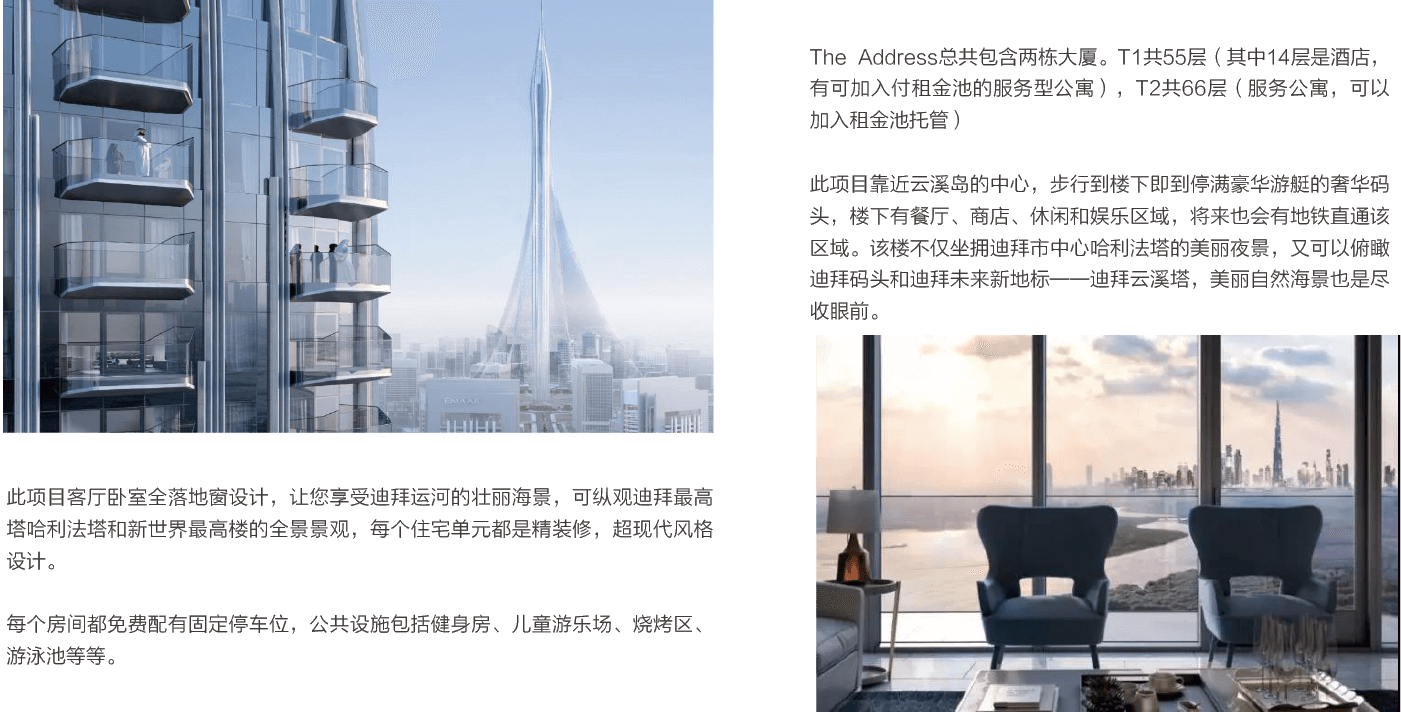 EMAAR
此项目客厅卧室全落地窗设计，让您享受迪拜运河的壮丽海景，可纵观迪拜最高
塔哈利法塔和新世界最高楼的全景景观，每个住宅单元都是精装修，超现代风格
设计。
每个房间都免费配有固定停车位，公共设施包括健身房、儿童游乐场、烧烤区、
游泳池等等。
The Address总共包含两栋大厦。T1共55层（其中14层是酒店，
有可加入付租金池的服务型公寓），T2共66层（服务公寓，可以
加入租金池托管）
此项目靠近云溪岛的中心，步行到楼下即到停满豪华游艇的奢华码
头，楼下有餐厅、商店、休闲和娱乐区域，将来也会有地铁直通该
区域。该楼不仅坐拥迪拜市中心哈利法塔的美丽夜景，又可以俯瞰
迪拜码头和迪拜未来新地标——迪拜云溪塔，美丽自然海景也是尽
收眼前。